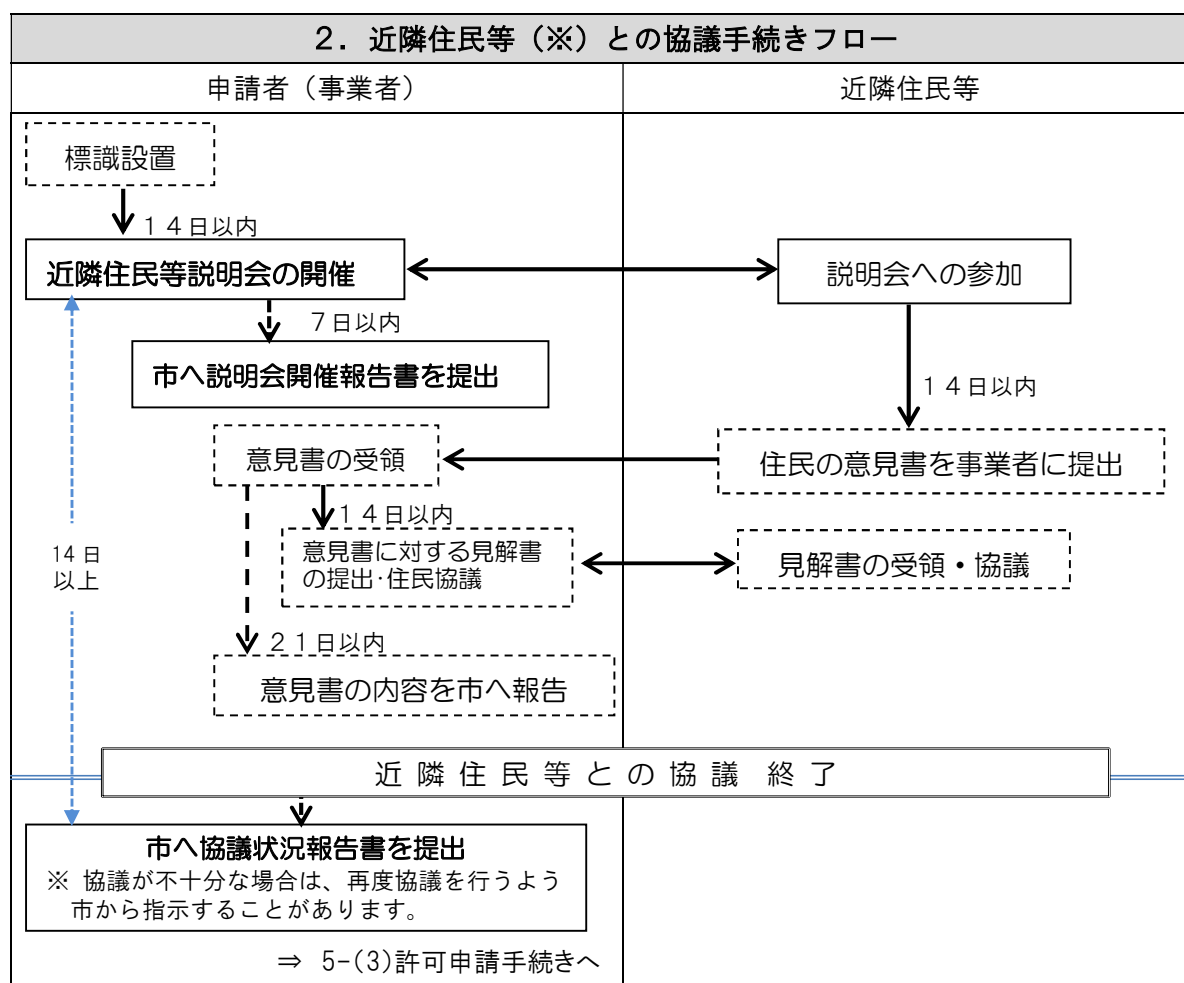 ２．近隣住民等（※）との協議手続きフロー
申請者（事業者）
近隣住民等
標識設置
１４日以内
近隣住民等説明会の開催
説明会への参加
７日以内
市へ説明会開催報告書を提出
１４日以内
意見書の受領
住民の意見書を事業者に提出
１４日以内
意見書に対する見解書
の提出・住民協議
見解書の受領・協議
14日
以上
２１日以内
意見書の内容を市へ報告
近隣住民等との協議 終了
市へ協議状況報告書を提出
※ 協議が不十分な場合は、再度協議を行うよう
市から指示することがあります。
⇒ 5-(3)許可申請手続きへ